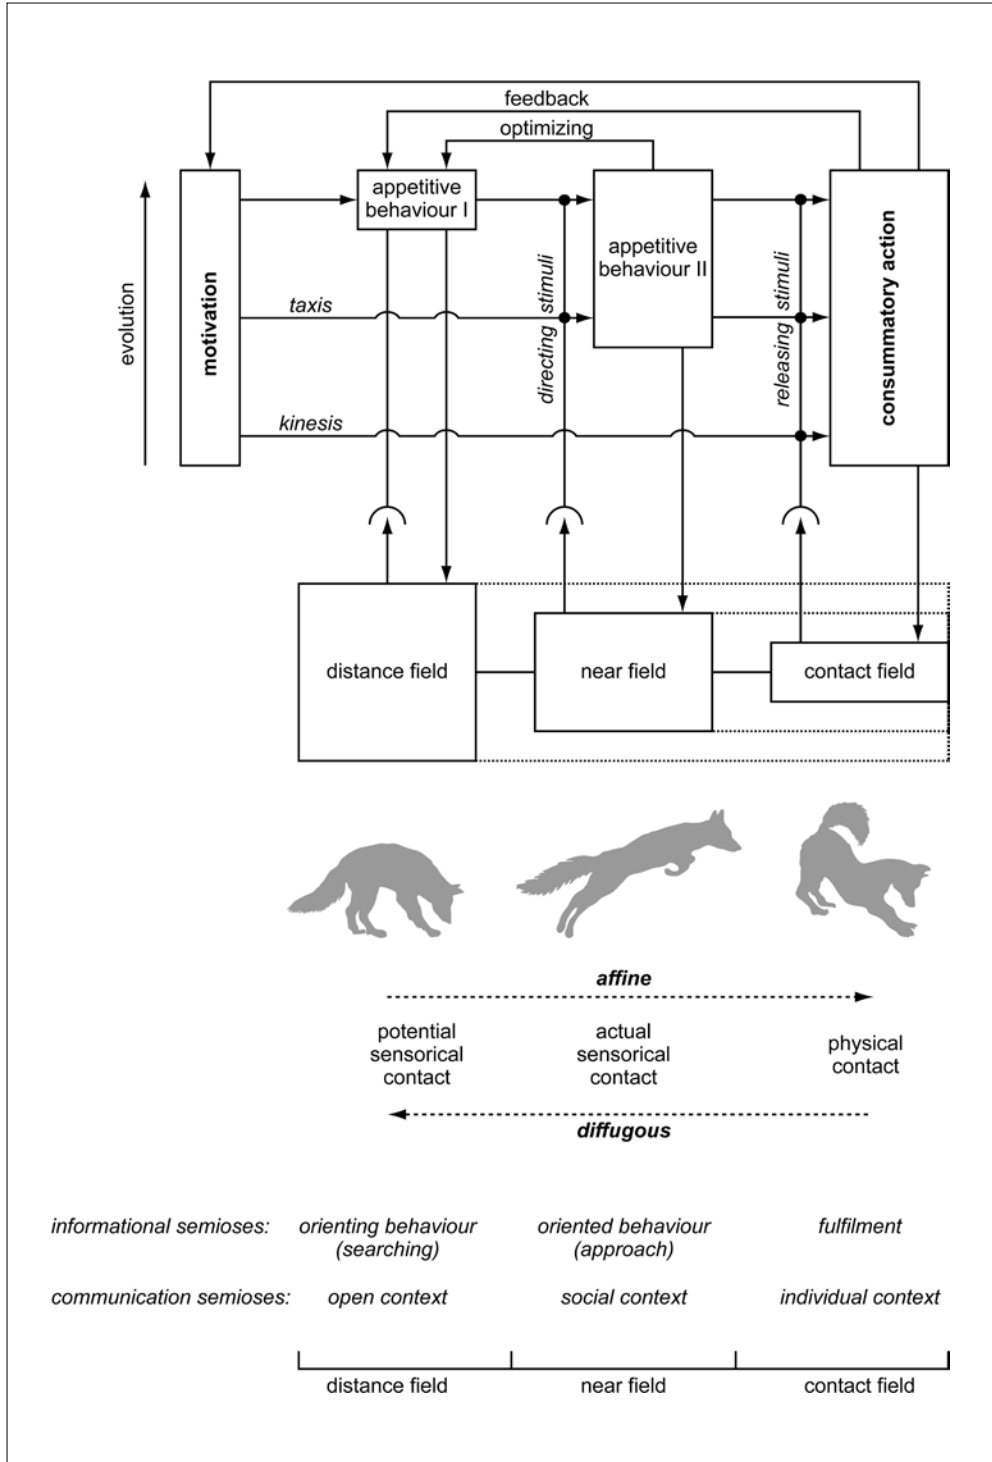 feedback
optimizing
appetitive
behaviour I
appetitive
behaviour II
evolution
motivation
taxis
kinesis
directing stimuli
releasing stimuli
consummatory action
distance field
near field
contact field
affine
potential
sensorical
contact
actual
sensorical
contact
physical
contact
diffugous
informational semioses: orienting behaviour oriented behaviour fulfilment
(searching) (approach)
communication semioses: open context social context individual context
distance field near field contact field